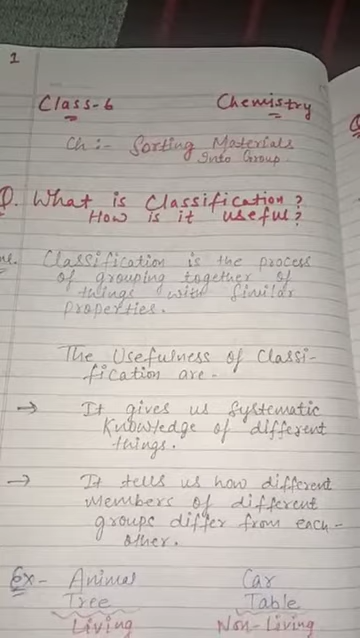 1
Class-6 Chemistry
Ch:- Sorting Materials
Into Group.
Q. What is Classification?
How is it useful?
Classification is the process
of grouping together of
things with Similar
properties.
The Usefulness of Classi-
fication are-
→ It gives us Systematic
Knowledge of different
things.
→ It tells us how different
Members of different
groups differ from each-
other.
Ex- Animal Car
Tree Table
Living Non-Living